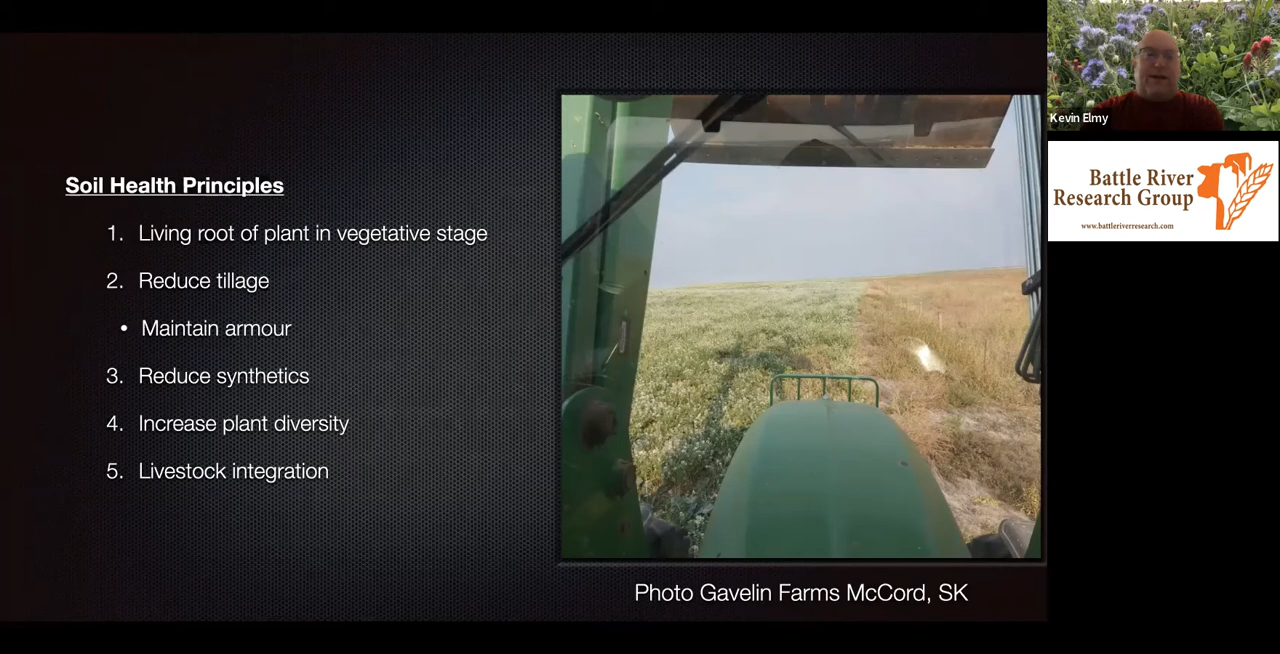 Soil Health Principles
1. Living root of plant in vegetative stage
2. Reduce tillage
• Maintain armour
3. Reduce synthetics
4. Increase plant diversity
5. Livestock integration
Photo Gavelin Farms McCord, SK
Kevin Elmy
Battle River
Research Group
www.battleriverresearch.com